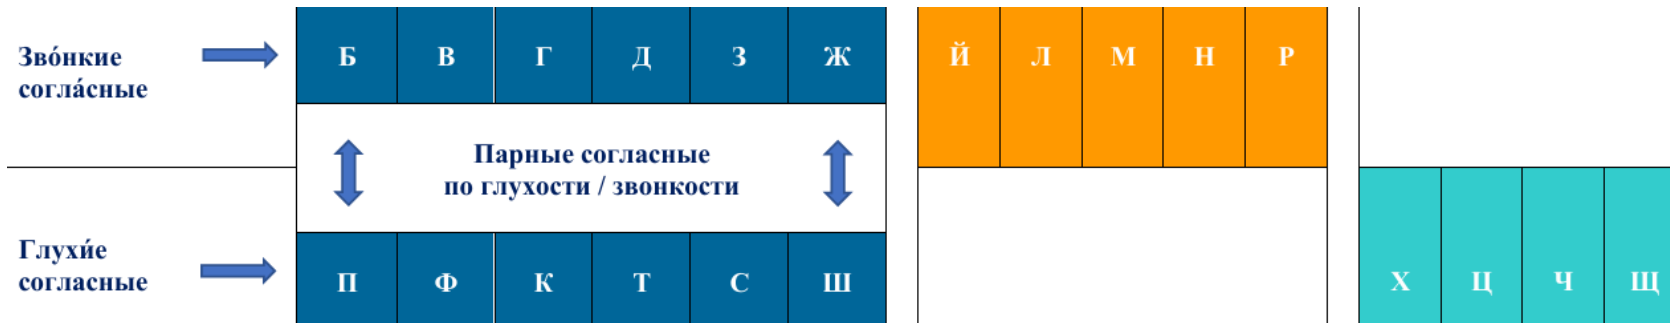 Зво́нкие
согла́сные
Б В Г Д З Ж
Й Л М Н Р
Парные согласные
по глухости / звонкости
Глухи́е
согласные
П Ф К Т С Ш
Х Ц Ч Щ